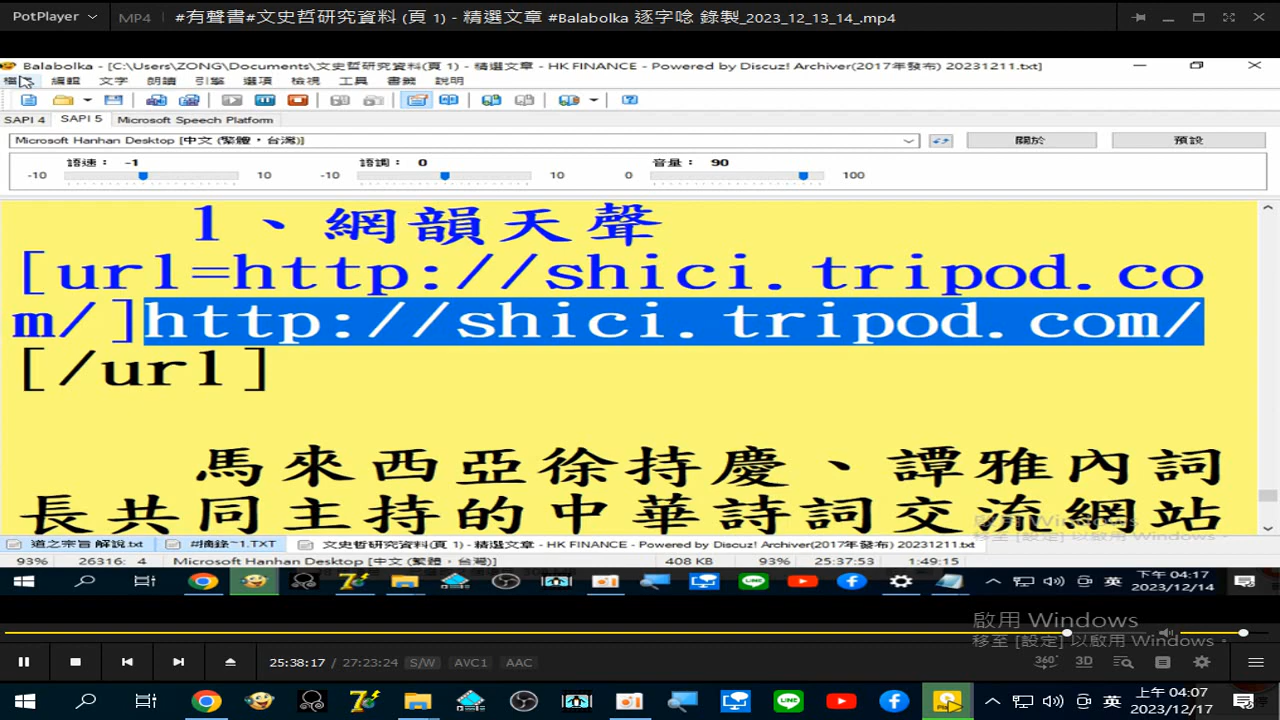 PotPlayer MP4 #有聲書#文史哲研究資料 (頁 1) - 精選文章 #Balabolka 逐字唸 錄製_2023_12_13_14_.mp4
Balabolka - [C:\Users\ZONG\Documents\文史哲研究資料(頁 1) - 精選文章 - HK FINANCE - Powered by Discuz! Archiver(2017年發布) 20231211.txt]
檔案 編輯 文字 朗讀 引擎 選項 檢視 工具 書籤 說明
SAPI 4 SAPI 5 Microsoft Speech Platform
Microsoft Hanhan Desktop [中文 (繁體，台灣)] 關於 預設
語速： -1 語調： 0 音量： 90
-10 10 -10 10 0 100
1、網韻天聲
[url=http://shici.tripod.co
m/]http://shici.tripod.com/
[/url]
馬來西亞徐持慶、譚雅內詞
長共同主持的中華詩詞交流網站
道之宗旨 解說.txt #摘錄~1.TXT 文史哲研究資料(頁 1) - 精選文章 - HK FINANCE - Powered by Discuz! Archiver(2017年發布) 20231211.txt
93% 26316: 4 Microsoft Hanhan Desktop [中文 (繁體，台灣)] 408 KB 93% 25:37:53 1:49:15
英 下午 04:17
2023/12/14
啟用 Windows
移至 [設定] 以啟用 Windows。
25:38:17 / 27:23:24 S/W AVC1 AAC 360° 3D
英 上午 04:07
2023/12/17